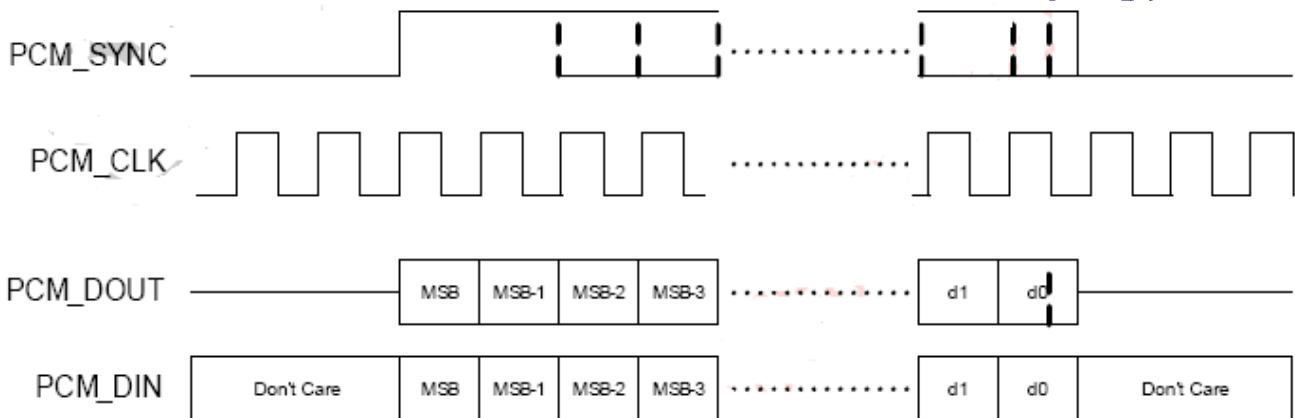 PCM_SYNC
PCM_CLK
PCM_DOUT MSB MSB-1 MSB-2 MSB-3 d1 d0
PCM_DIN Don't Care MSB MSB-1 MSB-2 MSB-3 d1 d0 Don't Care